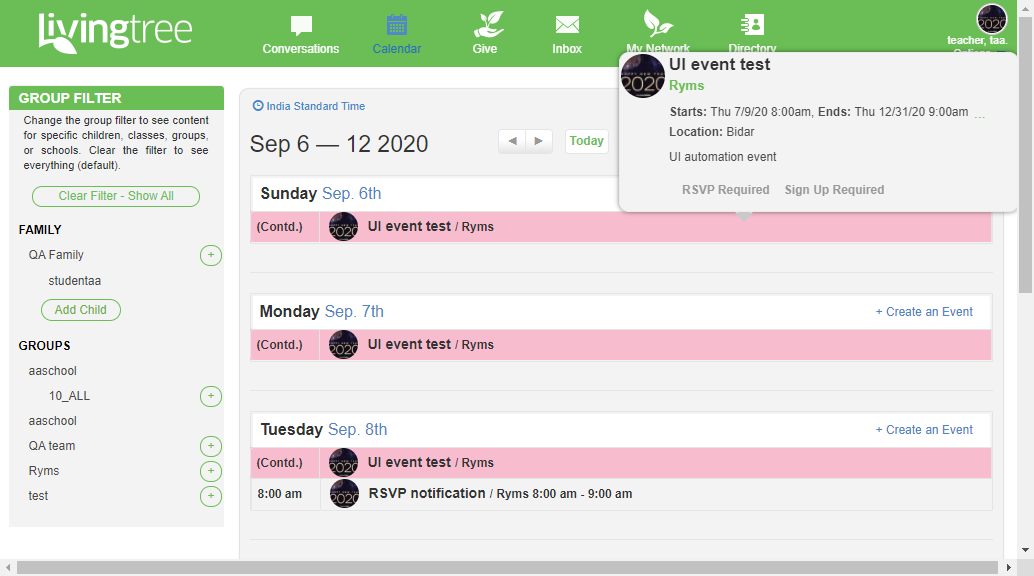 livingtree
Conversations
Calendar
Give
Inbox
My Network
Directory
teacher, taa.
UI event test
Ryms
Starts: Thu 7/9/20 8:00am, Ends: Thu 12/31/20 9:00am ...
Location: Bidar
UI automation event
RSVP Required Sign Up Required
GROUP FILTER
Change the group filter to see content
for specific children, classes, groups,
or schools. Clear the filter to see
everything (default).
Clear Filter - Show All
FAMILY
QA Family +
studentaa
Add Child
GROUPS
aaschool
10_ALL +
aaschool
QA team +
Ryms +
test +
India Standard Time
Sep 6 — 12 2020
◀ ▶ Today
Sunday Sep. 6th
(Contd.) 2020 UI event test / Ryms
Monday Sep. 7th + Create an Event
(Contd.) 2020 UI event test / Ryms
Tuesday Sep. 8th + Create an Event
(Contd.) 2020 UI event test / Ryms
8:00 am 2020 RSVP notification / Ryms 8:00 am - 9:00 am